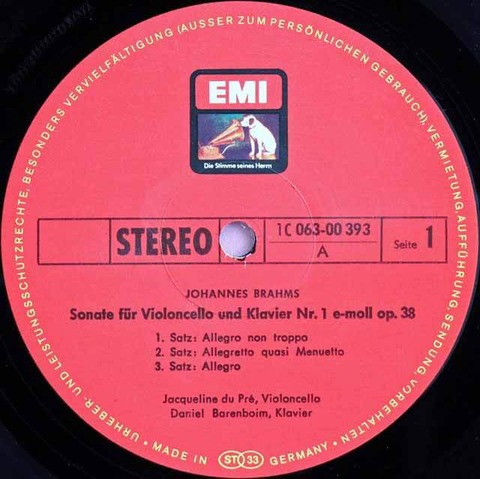 URHEBER- UND LEISTUNGSSCHUTZRECHTE, BESONDERS VERVIELFÄLTIGUNG (AUSSER ZUM PERSÖNLICHEN GEBRAUCH), VERMIETUNG, AUFFÜHRUNG, SENDUNG, VORBEHALTEN
EMI
Die Stimme seines Herrn
STEREO
1C 063-00 393
A
Seite 1
JOHANNES BRAHMS
Sonate für Violoncello und Klavier Nr. 1 e-moll op. 38
1. Satz: Allegro non troppo
2. Satz: Allegretto quasi Menuetto
3. Satz: Allegro
Jacqueline du Pré, Violoncello
Daniel Barenboim, Klavier
• MADE IN ST 33 GERMANY •